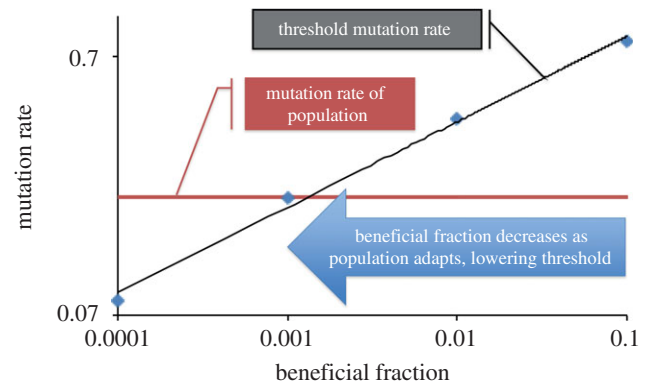 threshold mutation rate
0.7
mutation rate of
population
mutation rate
beneficial fraction decreases as
population adapts, lowering threshold
0.07
0.0001
0.001
0.01
0.1
beneficial fraction